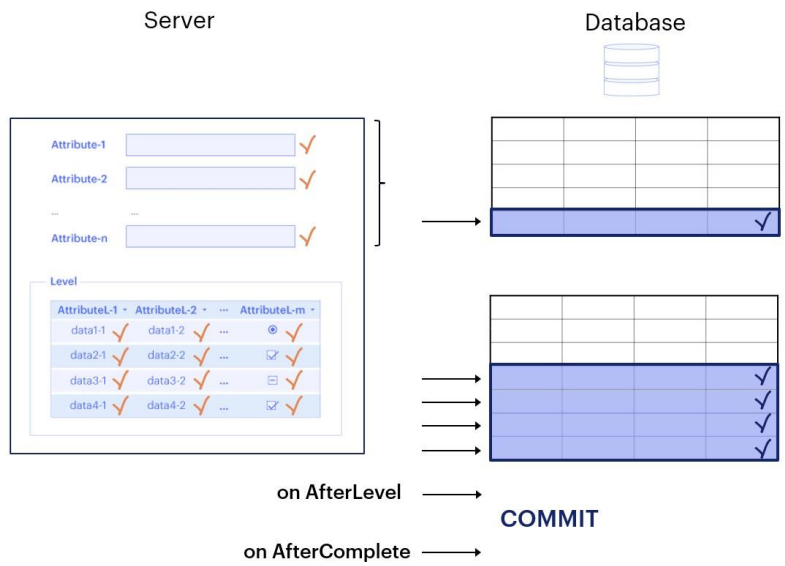 Server
Database
Attribute-1
Attribute-2
... ...
Attribute-n
Level
AttributeL-1 AttributeL-2 ... AttributeL-m
data1-1 data1-2 ...
data2-1 data2-2 ...
data3-1 data3-2 ...
data4-1 data4-2 ...
on AfterLevel
COMMIT
on AfterComplete